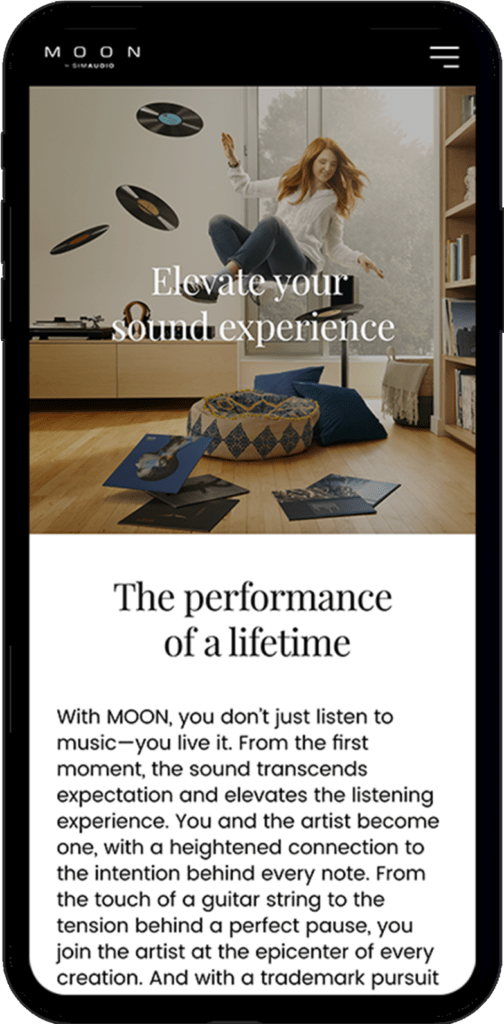 MOON
by SIMAUDIO
Elevate your
sound experience
The performance
of a lifetime
With MOON, you don't just listen to
music—you live it. From the first
moment, the sound transcends
expectation and elevates the listening
experience. You and the artist become
one, with a heightened connection to
the intention behind every note. From
the touch of a guitar string to the
tension behind a perfect pause, you
join the artist at the epicenter of every
creation. And with a trademark pursuit